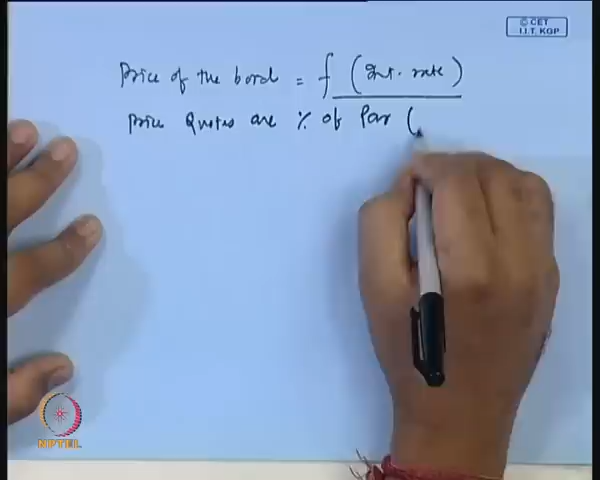 © CET
I.I.T. KGP
Price of the bond = f (Int. rate)
Price Quotes are % of Par (
NPTEL